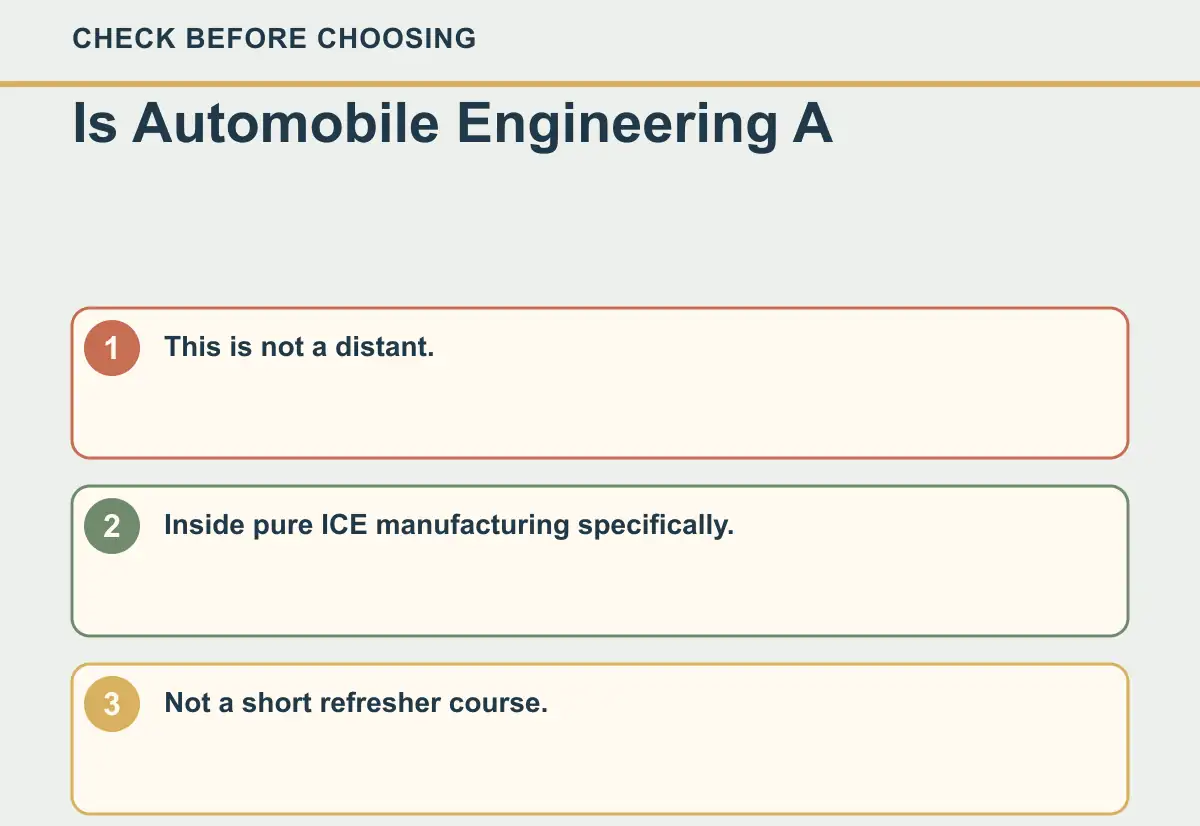 CHECK BEFORE CHOOSING
Is Automobile Engineering A
1 This is not a distant.
2 Inside pure ICE manufacturing specifically.
3 Not a short refresher course.